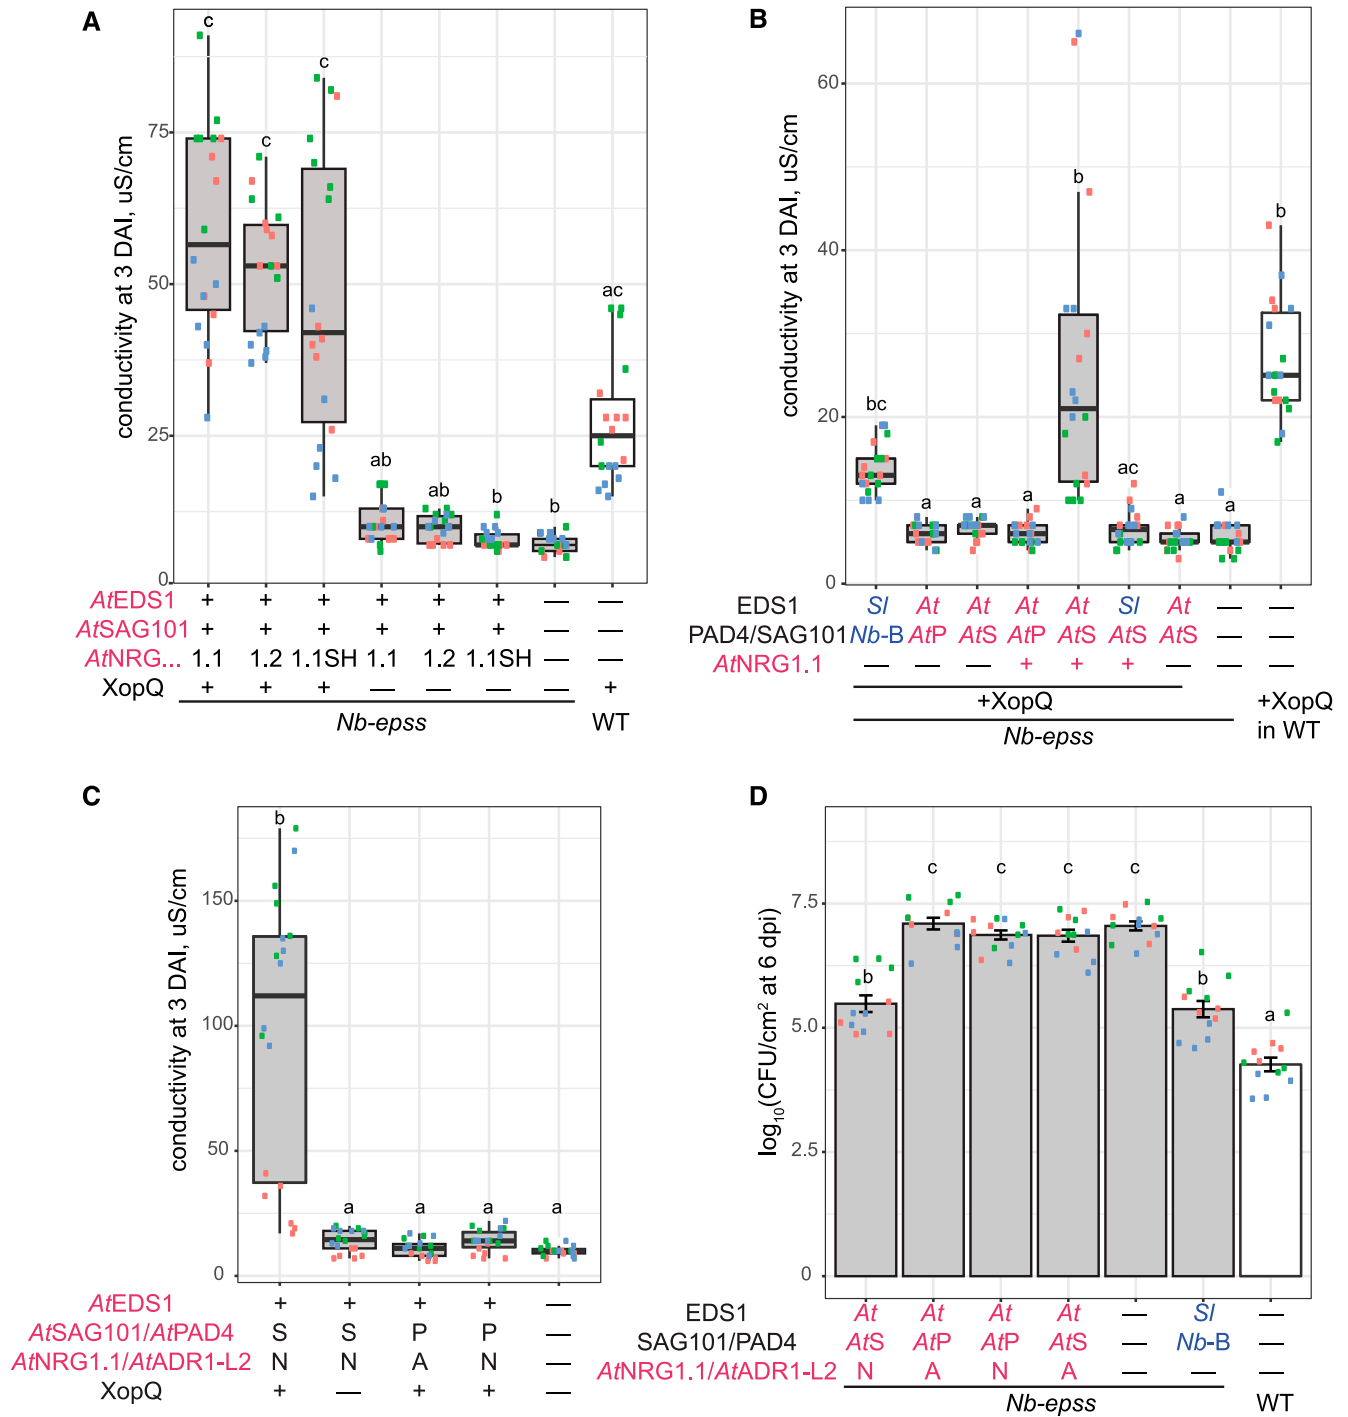 A
conductivity at 3 DAI, uS/cm
75
50
25
0
c
c
c
ab
ab
b
b
ac
AtEDS1 + + + + + + — —
AtSAG101 + + + + + + — —
AtNRG... 1.1 1.2 1.1SH 1.1 1.2 1.1SH — —
XopQ + + + — — — — +
Nb-epss WT
B
conductivity at 3 DAI, uS/cm
60
40
20
0
bc
a
a
a
b
ac
a
a
b
EDS1 Sl At At At At Sl At — —
PAD4/SAG101 Nb-B AtP AtS AtP AtS AtS AtS — —
AtNRG1.1 — — — + + + — — —
+XopQ
Nb-epss
+XopQ
in WT
C
conductivity at 3 DAI, uS/cm
150
100
50
0
b
a
a
a
a
AtEDS1 + + + + —
AtSAG101/AtPAD4 S S P P —
AtNRG1.1/AtADR1-L2 N N A N —
XopQ + — + + —
D
log10(CFU/cm² at 6 dpi)
7.5
5.0
2.5
0
b
c
c
c
c
b
a
EDS1 At At At At — Sl —
SAG101/PAD4 AtS AtP AtP AtS — Nb-B —
AtNRG1.1/AtADR1-L2 N A N A — — —
Nb-epss WT